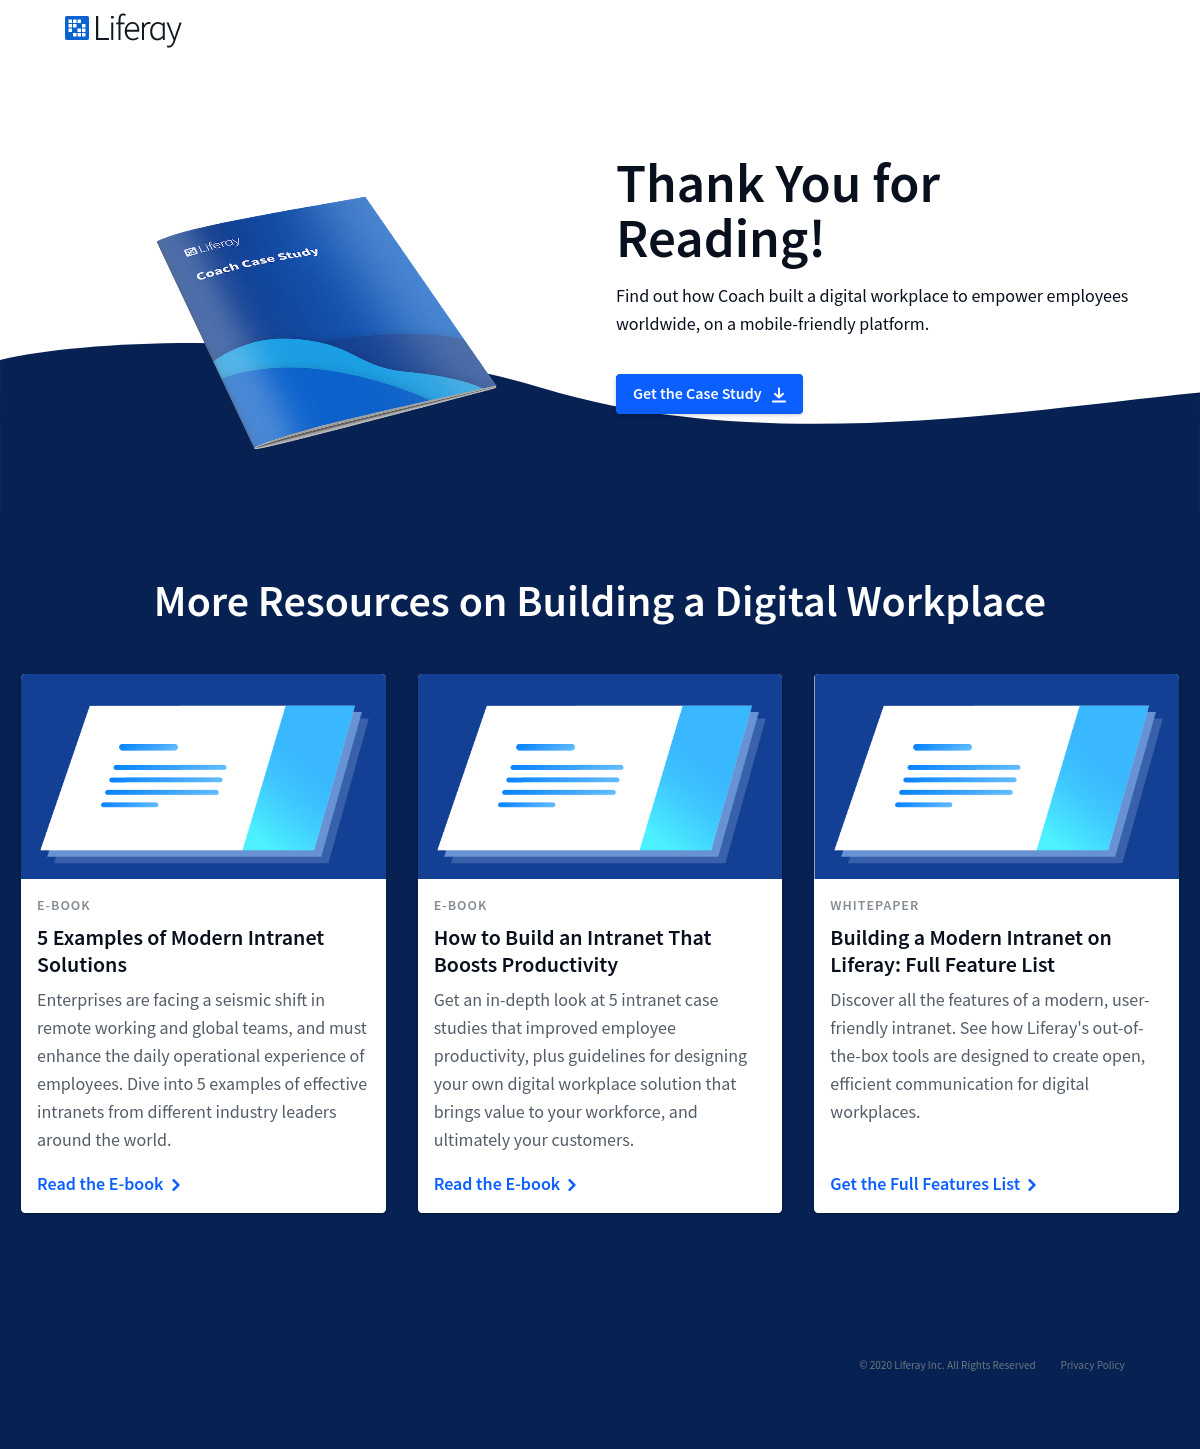 Liferay
Thank You for
Reading!
Liferay
Coach Case Study
Find out how Coach built a digital workplace to empower employees
worldwide, on a mobile-friendly platform.
Get the Case Study
More Resources on Building a Digital Workplace
E-BOOK
5 Examples of Modern Intranet
Solutions
Enterprises are facing a seismic shift in
remote working and global teams, and must
enhance the daily operational experience of
employees. Dive into 5 examples of effective
intranets from different industry leaders
around the world.
Read the E-book
E-BOOK
How to Build an Intranet That
Boosts Productivity
Get an in-depth look at 5 intranet case
studies that improved employee
productivity, plus guidelines for designing
your own digital workplace solution that
brings value to your workforce, and
ultimately your customers.
Read the E-book
WHITEPAPER
Building a Modern Intranet on
Liferay: Full Feature List
Discover all the features of a modern, user-
friendly intranet. See how Liferay's out-of-
the-box tools are designed to create open,
efficient communication for digital
workplaces.
Get the Full Features List
© 2020 Liferay Inc. All Rights Reserved
Privacy Policy